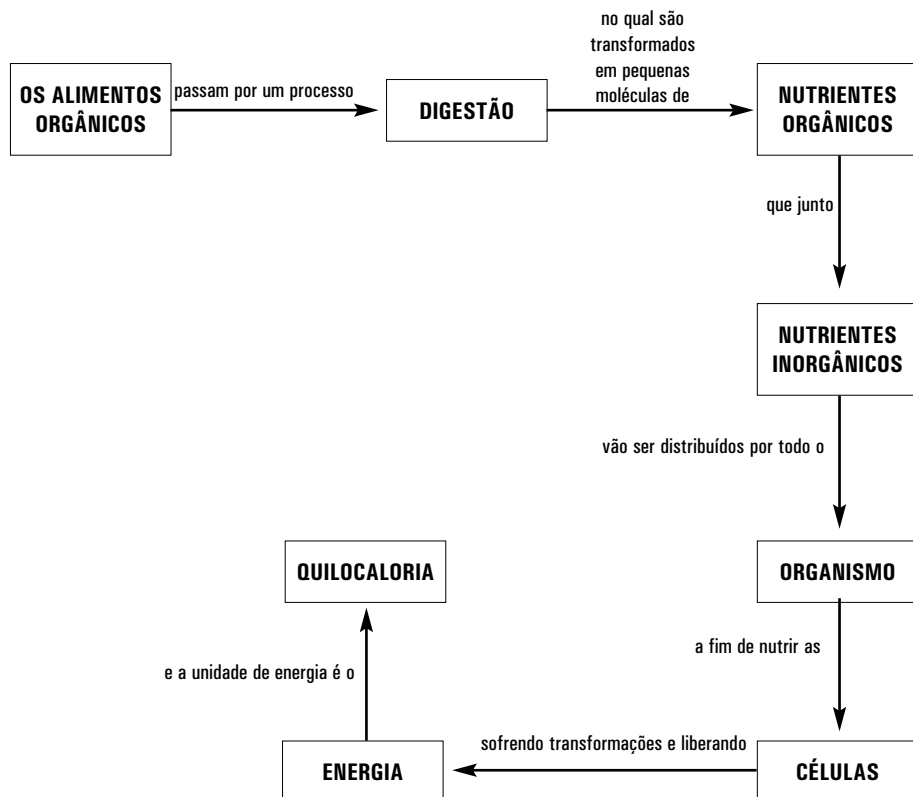 OS ALIMENTOS
ORGÂNICOS
passam por um processo
DIGESTÃO
no qual são
transformados
em pequenas
moléculas de
NUTRIENTES
ORGÂNICOS
que junto
NUTRIENTES
INORGÂNICOS
vão ser distribuídos por todo o
ORGANISMO
a fim de nutrir as
CÉLULAS
sofrendo transformações e liberando
ENERGIA
e a unidade de energia é o
QUILOCALORIA